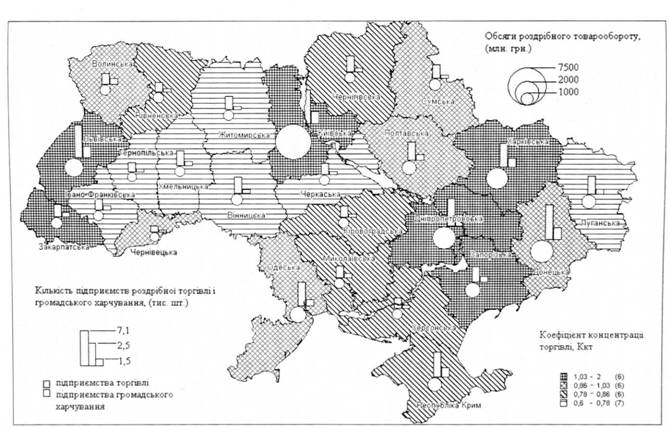 Обсяги роздрібного товарообороту,
(млн. грн.)
7500
2000
1000
Волинська
Чернігівська
Сумська
Житомирська
Київська
Львівська
Тернопільська
Хмельницька
Полтавська
Харківська
Івано-Франківська
Вінницька
Черкаська
Дніпропетровська
Луганська
Закарпатська
Чернівецька
Донецька
Миколаївська
Одеська
Херсонська
Республіка Крим
Кількість підприємств роздрібної торгівлі і
громадського харчування, (тис. шт.)
7,1
2,5
1,5
підприємства торгівлі
підприємства громадського
харчування
Коефіцієнт концентраці
торгівлі, Ккт
1,03 - 2 (6)
0,86 - 1,03 (6)
0,78 - 0,86 (6)
0,6 - 0,78 (7)